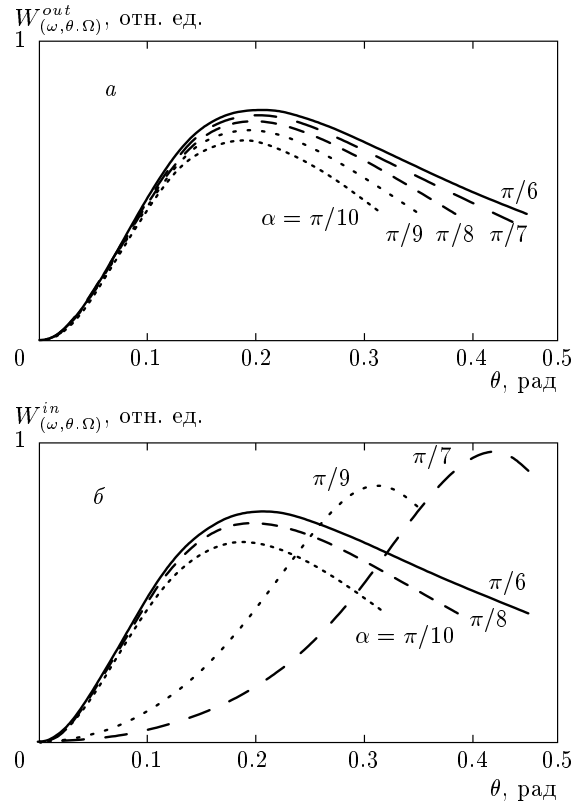 W^{out}_{(ω,θ.Ω)}, отн. ед.
1
а
π/6
α = π/10
π/9 π/8 π/7
0 0.1 0.2 0.3 0.4 0.5
θ, рад
W^{in}_{(ω,θ.Ω)}, отн. ед.
1
π/7
π/9
б
π/6
π/8
α = π/10
0 0.1 0.2 0.3 0.4 0.5
θ, рад